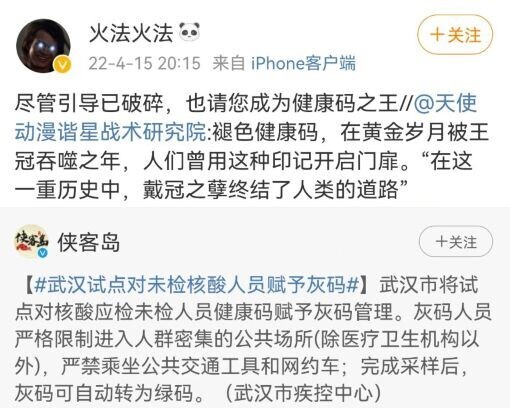 火法火法
+关注
22-4-15 20:15 来自 iPhone客户端
尽管引导已破碎，也请您成为健康码之王//@天使
动漫谐星战术研究院:褪色健康码，在黄金岁月被王
冠吞噬之年，人们曾用这种印记开启门扉。“在这
一重历史中，戴冠之孽终结了人类的道路”
侠客岛
侠客岛
+关注
【#武汉试点对未检核酸人员赋予灰码#】武汉市将试
点对核酸应检未检人员健康码赋予灰码管理。灰码人员
严格限制进入人群密集的公共场所(除医疗卫生机构以
外)，严禁乘坐公共交通工具和网约车；完成采样后，
灰码可自动转为绿码。（武汉市疾控中心）